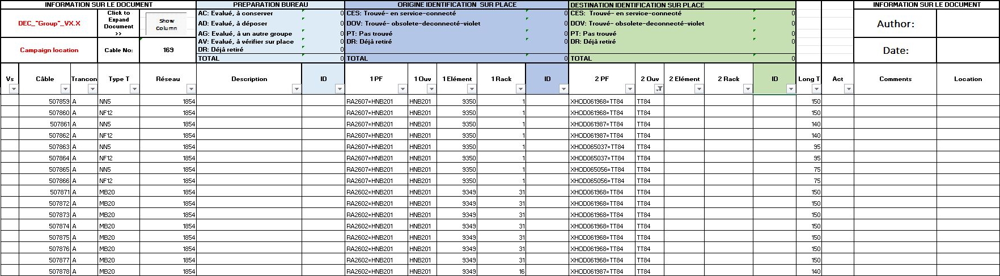 INFORMATION SUR LE DOCUMENT PREPARATION BUREAU ORIGINE IDENTIFICATION SUR PLACE DESTINATION IDENTIFICATION SUR PLACE INFORMATION SUR LE DOCUMENT
DEC_"Group"_VX.X
Click to
Expand
Document
>>
Show
Column
AC: Evalué, à conserver 0
AD: Evalué, à déposer 0
AG: Evalué, à un autre groupe 0
AV: Evalué, à vérifier sur place 0
DR: Déjà retiré 0
TOTAL 0
CES: Trouvé- en service-connecté 0
DOV: Trouvé- obsolete-deconnecté-violet 0
PT: Pas trouvé 0
DR: Déjà retiré 0
TOTAL 0
CES: Trouvé- en service-connecté 0
DOV: Trouvé- obsolete-deconnecté-violet 0
PT: Pas trouvé 0
DR: Déjà retiré 0
TOTAL 0
Author:
Campaign location Cable No: 169
Date:
Vs Câble Trancon Type T Réseau Description ID 1 PF 1 Ouv 1 Elément 1 Rack ID 2 PF 2 Ouv 2 Elément 2 Rack ID Long T Act Comments Location
507859 A NN5 1854 RA2607=HNB201 HNB201 9350 1 XHOD061968=TT84 TT84 150
507860 A NF12 1854 RA2607=HNB201 HNB201 9350 1 XHOD061968=TT84 TT84 150
507861 A NN5 1854 RA2607=HNB201 HNB201 9350 1 XHOD061987=TT84 TT84 140
507862 A NF12 1854 RA2607=HNB201 HNB201 9350 1 XHOD061987=TT84 TT84 140
507863 A NN5 1854 RA2607=HNB201 HNB201 9350 1 XHOD065037=TT84 TT84 95
507864 A NF12 1854 RA2607=HNB201 HNB201 9350 1 XHOD065037=TT84 TT84 95
507865 A NN5 1854 RA2607=HNB201 HNB201 9350 1 XHOD065056=TT84 TT84 75
507866 A NF12 1854 RA2607=HNB201 HNB201 9350 1 XHOD065056=TT84 TT84 75
507871 A MB20 1854 RA2602=HNB201 HNB201 9349 31 XHOD061968=TT84 TT84 150
507872 A MB20 1854 RA2602=HNB201 HNB201 9349 31 XHOD061968=TT84 TT84 150
507873 A MB20 1854 RA2602=HNB201 HNB201 9349 31 XHOD061968=TT84 TT84 150
507874 A MB20 1854 RA2602=HNB201 HNB201 9349 31 XHOD061968=TT84 TT84 150
507875 A MB20 1854 RA2602=HNB201 HNB201 9349 31 XHOD061968=TT84 TT84 150
507876 A MB20 1854 RA2602=HNB201 HNB201 9349 31 XHOD061968=TT84 TT84 150
507877 A MB20 1854 RA2602=HNB201 HNB201 9349 31 XHOD061968=TT84 TT84 150
507878 A MB20 1854 RA2602=HNB201 HNB201 9349 16 XHOD061987=TT84 TT84 140